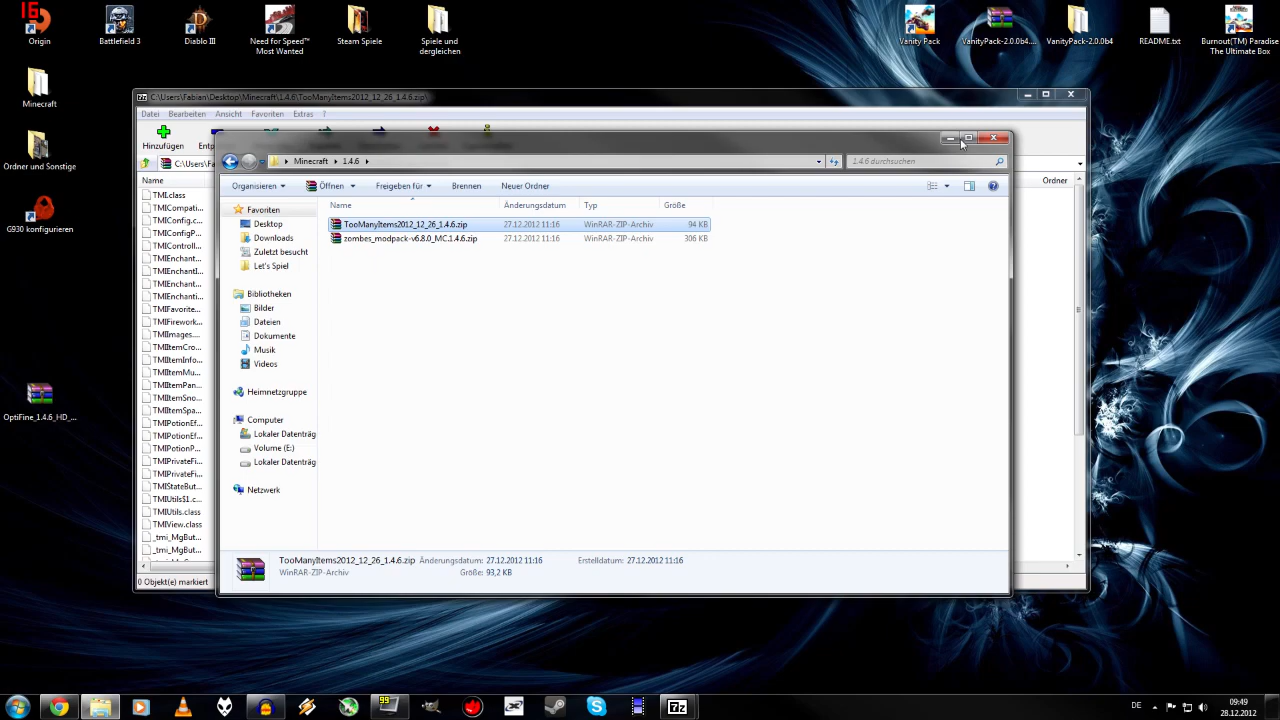 16
Origin
Battlefield 3
Diablo III
Need for Speed™
Most Wanted
Steam Spiele
Spiele und
dergleichen
Vanity Pack
VanityPack-2.0.0b4....
VanityPack-2.0.0b4
README.txt
Burnout(TM) Paradise
The Ultimate Box
Minecraft
Ordner und Sonstige
G930 konfigurieren
OptiFine_1.4.6_HD_...
C:\Users\Fabian\Desktop\Minecraft\1.4.6\TooManyItems2012_12_26_1.4.6.zip\
Datei Bearbeiten Ansicht Favoriten Extras ?
Hinzufügen
Entp
C:\Users\Fa
Name
Ordner
TMI.class
TMICompati...
TMIConfig.c...
TMIConfigP...
TMIControll...
TMIEnchant...
TMIEnchantI...
TMIEnchant...
TMIEnchanti...
TMIFavorite...
TMIFirework...
TMIImages....
TMIItemCro...
TMIItemInfo...
TMIItemMu...
TMIItemPan...
TMIItemSno...
TMIItemSpa...
TMIPotionEf...
TMIPotionEf...
TMIPotionP...
TMIPrivateFi...
TMIPrivateFi...
TMIStateBut...
TMIUtils$1.c...
TMIUtils.class
TMIView.class
_tmi_MgBut...
_tmi_MgBut...
0 Objekt(e) markiert
Minecraft 1.4.6
1.4.6 durchsuchen
Organisieren Öffnen Freigeben für Brennen Neuer Ordner
Name Änderungsdatum Typ Größe
TooManyItems2012_12_26_1.4.6.zip 27.12.2012 11:16 WinRAR-ZIP-Archiv 94 KB
zombes_modpack-v6.8.0_MC.1.4.6.zip 27.12.2012 11:16 WinRAR-ZIP-Archiv 306 KB
Favoriten
Desktop
Downloads
Zuletzt besucht
Let's Spiel
Bibliotheken
Bilder
Dateien
Dokumente
Musik
Videos
Heimnetzgruppe
Computer
Lokaler Datenträg
Volume (E:)
Lokaler Datenträg
Netzwerk
TooManyItems2012_12_26_1.4.6.zip Änderungsdatum: 27.12.2012 11:16 Erstelldatum: 27.12.2012 11:16
WinRAR-ZIP-Archiv Größe: 93,2 KB
99
7z
DE
09:49
28.12.2012